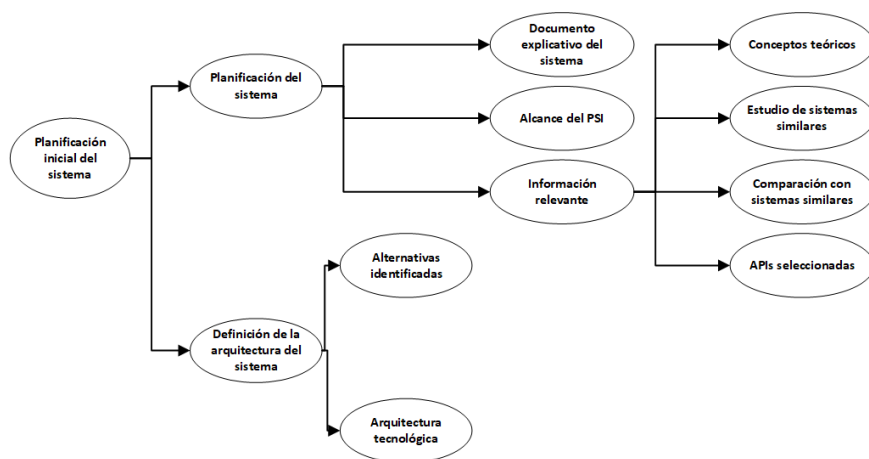 Planificación
inicial del
sistema
Planificación del
sistema
Documento
explicativo del
sistema
Alcance del PSI
Información
relevante
Conceptos teóricos
Estudio de sistemas
similares
Comparación con
sistemas similares
APIs seleccionadas
Definición de la
arquitectura del
sistema
Alternativas
identificadas
Arquitectura
tecnológica